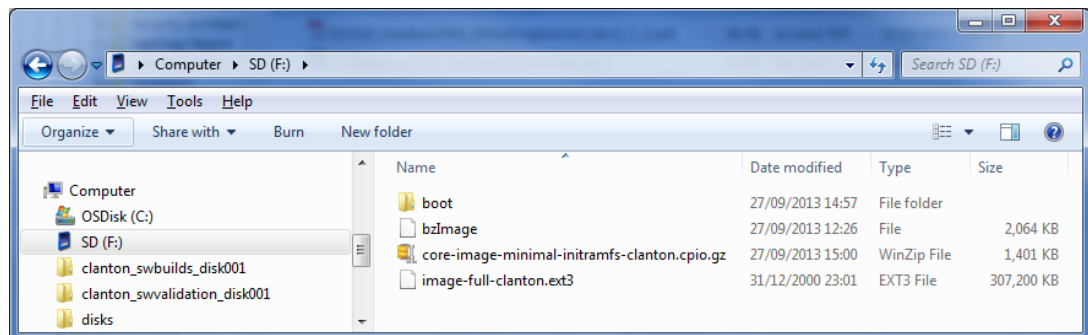 Computer SD (F:) Search SD (F:)
File Edit View Tools Help
Organize Share with Burn New folder
Name Date modified Type Size
Computer
OSDisk (C:)
SD (F:)
clanton_swbuilds_disk001
clanton_swvalidation_disk001
disks
boot 27/09/2013 14:57 File folder
bzImage 27/09/2013 12:26 File 2,064 KB
core-image-minimal-initramfs-clanton.cpio.gz 27/09/2013 15:00 WinZip File 1,401 KB
image-full-clanton.ext3 31/12/2000 23:01 EXT3 File 307,200 KB